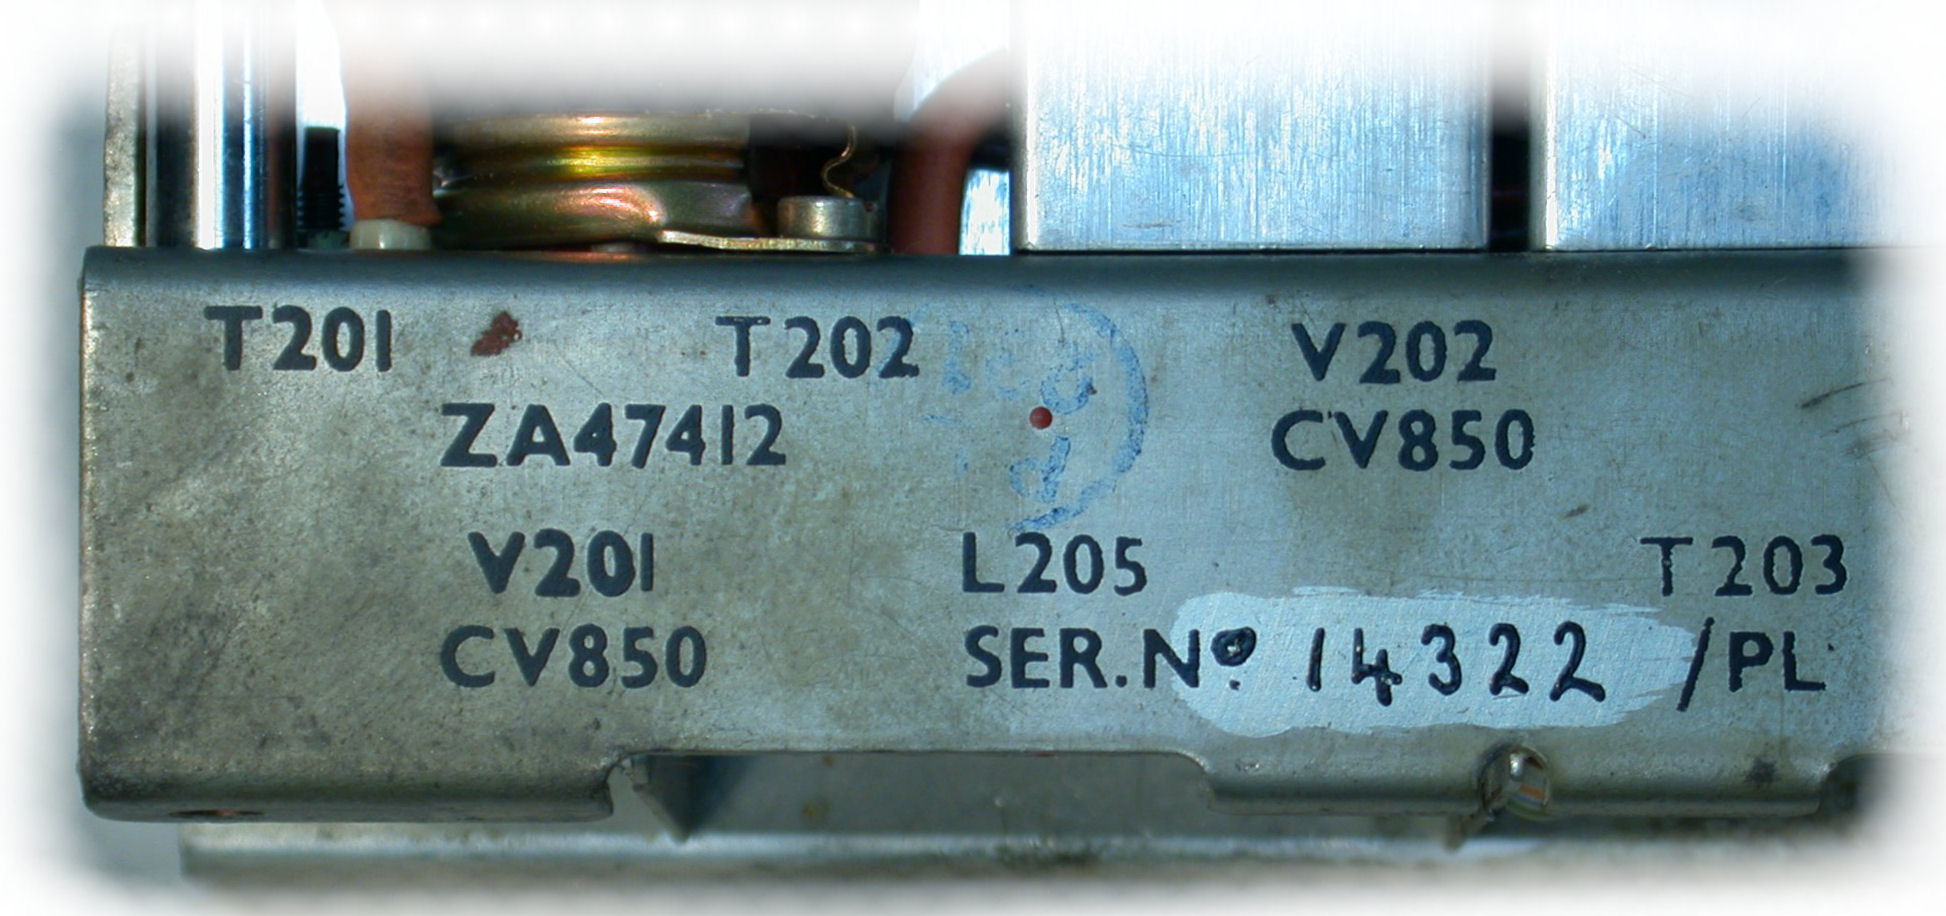 T201 T202 V202
ZA47412 CV850
V201 L205 T203
CV850 SER.Nº. 14322 /PL